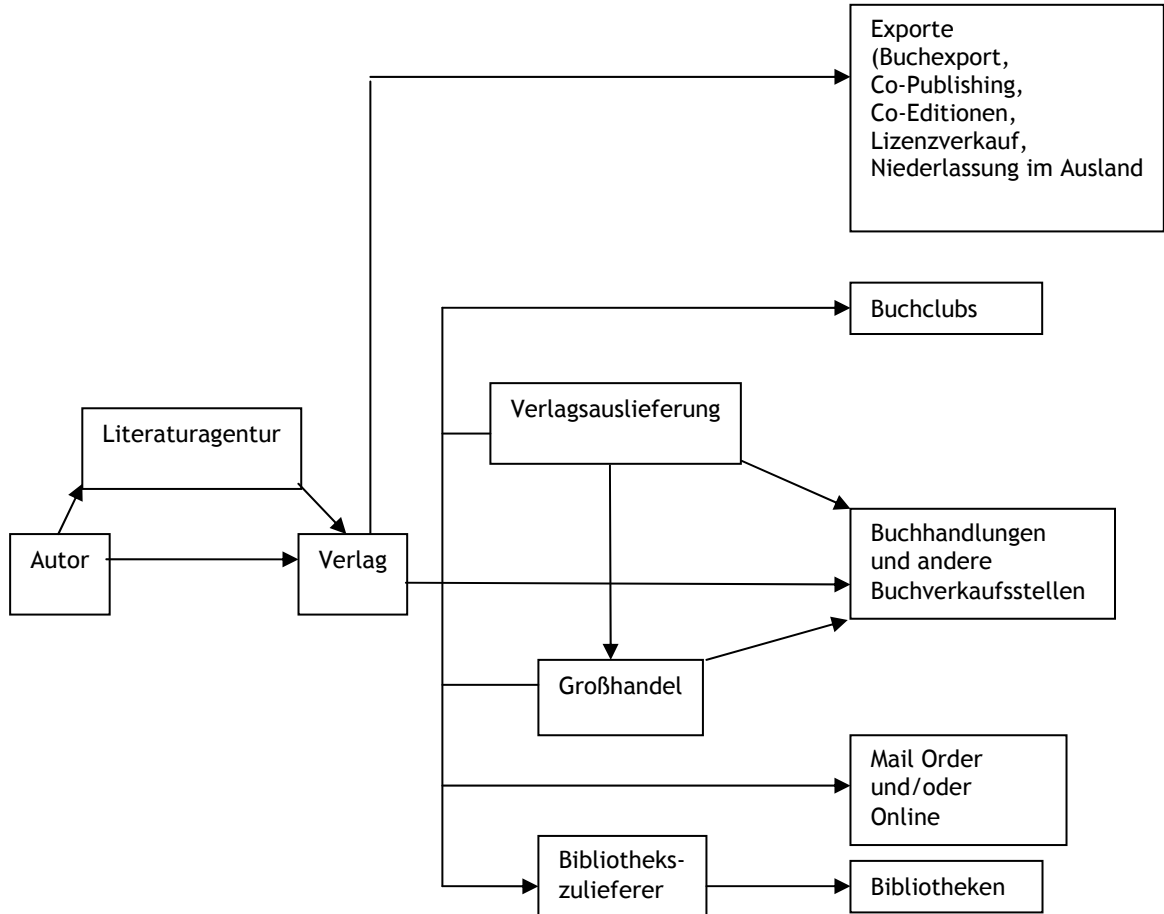 Exporte
(Buchexport,
Co-Publishing,
Co-Editionen,
Lizenzverkauf,
Niederlassung im Ausland
Buchclubs
Verlagsauslieferung
Literaturagentur
Autor
Verlag
Buchhandlungen
und andere
Buchverkaufsstellen
Großhandel
Mail Order
und/oder
Online
Bibliotheks-
zulieferer
Bibliotheken